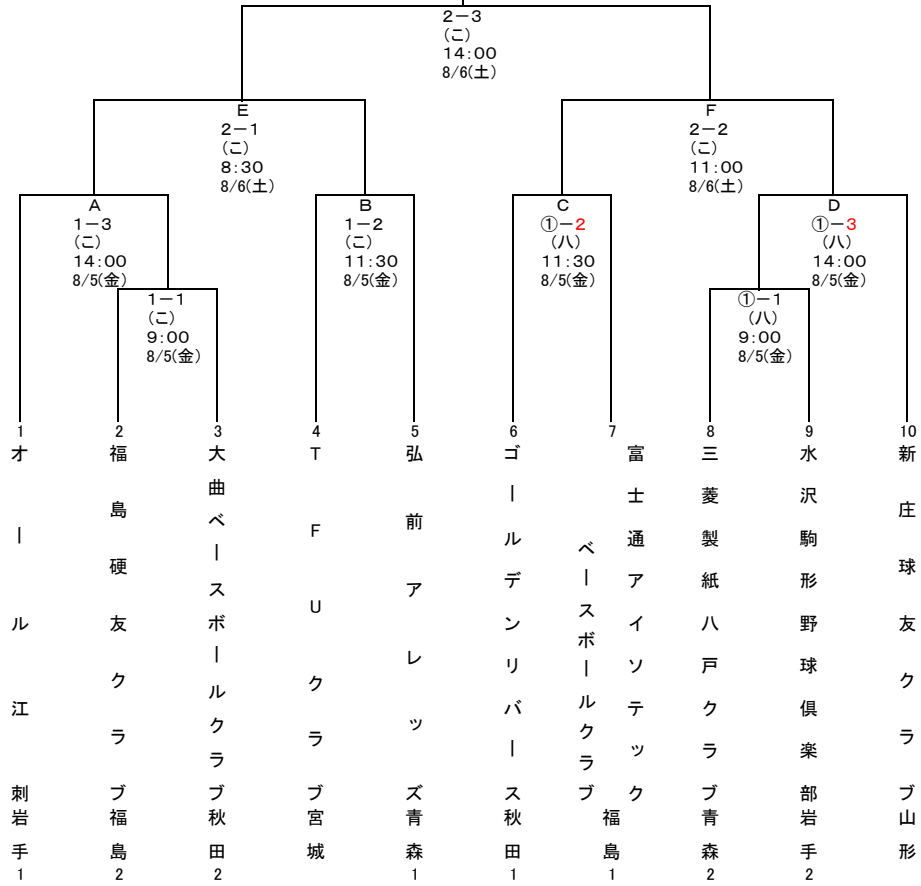 2-3
(こ)
14:00
8/6(土)
E
2-1
(こ)
8:30
8/6(土)
F
2-2
(こ)
11:00
8/6(土)
A
1-3
(こ)
14:00
8/5(金)
B
1-2
(こ)
11:30
8/5(金)
C
①-2
(八)
11:30
8/5(金)
D
①-3
(八)
14:00
8/5(金)
1-1
(こ)
9:00
8/5(金)
①-1
(八)
9:00
8/5(金)
1
オール江刺
岩手
1
2
福島硬友クラブ
福島
2
3
大曲ベースボールクラブ
秋田
2
4
TFUクラブ
宮城
5
弘前アレッズ
青森
1
6
ゴールデンリバース
秋田
1
7
富士通アイソテック
ベースボールクラブ
福島
1
8
三菱製紙八戸クラブ
青森
2
9
水沢駒形野球倶楽部
岩手
2
10
新庄球友クラブ
山形